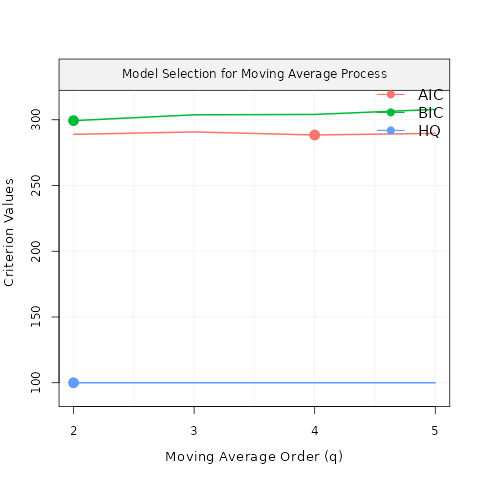 Model Selection for Moving Average Process
AIC
BIC
HQ
Criterion Values
300
250
200
150
100
2 3 4 5
Moving Average Order (q)